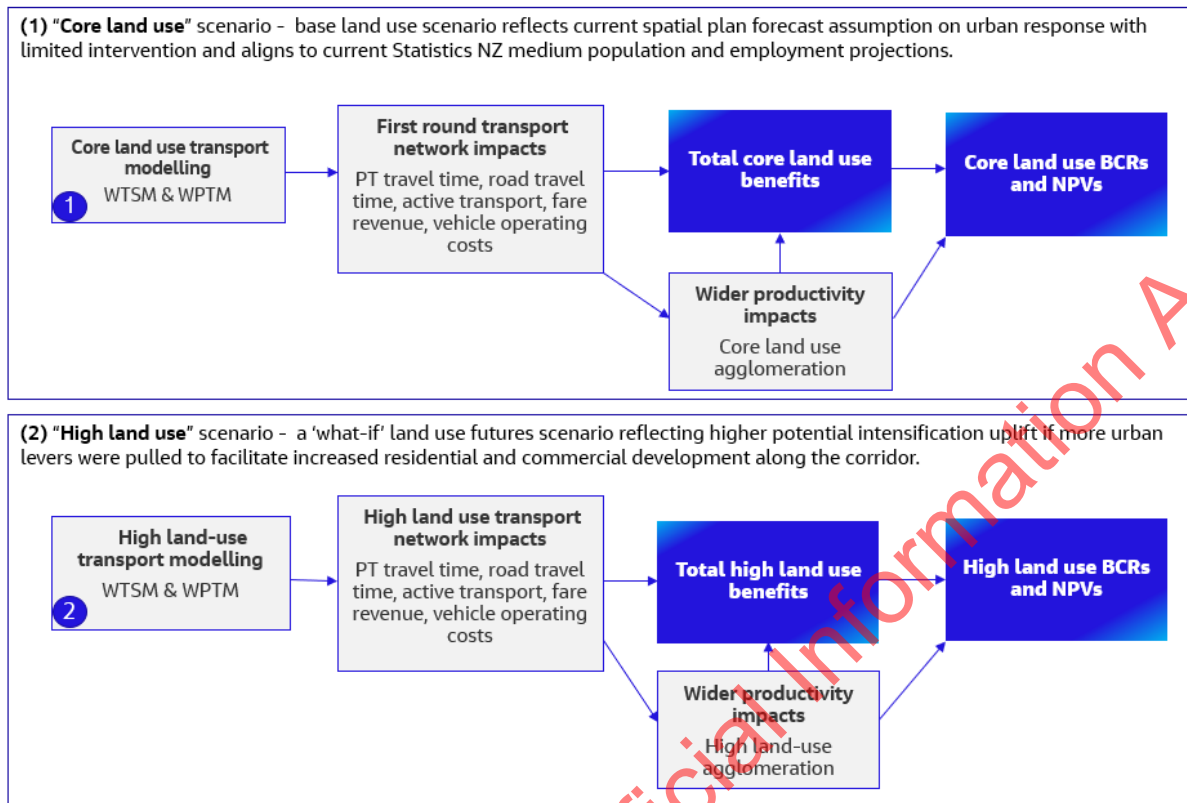 (1) “Core land use” scenario - base land use scenario reflects current spatial plan forecast assumption on urban response with
limited intervention and aligns to current Statistics NZ medium population and employment projections.
Core land use transport
modelling
WTSM & WPTM
1
First round transport
network impacts
PT travel time, road travel
time, active transport, fare
revenue, vehicle operating
costs
Total core land use
benefits
Core land use BCRs
and NPVs
Wider productivity
impacts
Core land use
agglomeration
(2) “High land use” scenario - a ‘what-if’ land use futures scenario reflecting higher potential intensification uplift if more urban
levers were pulled to facilitate increased residential and commercial development along the corridor.
High land-use
transport modelling
WTSM & WPTM
2
High land use transport
network impacts
PT travel time, road travel
time, active transport, fare
revenue, vehicle operating
costs
Total high land use
benefits
High land use BCRs
and NPVs
Wider productivity
impacts
High land-use
agglomeration
Information A